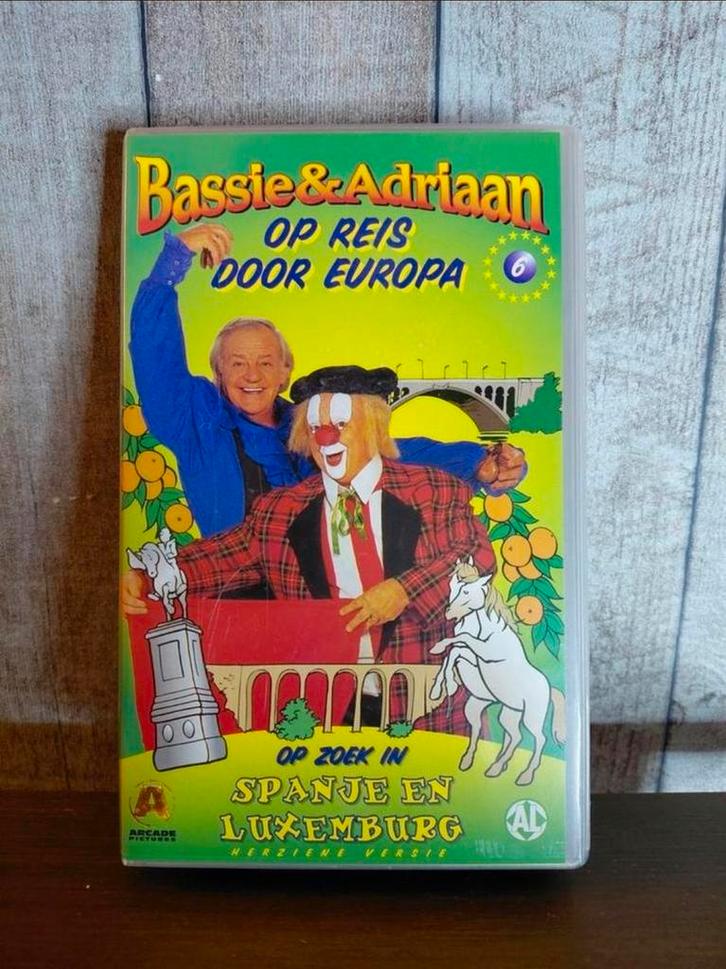 Bassie&Adriaan
OP REIS
DOOR EUROPA
6
OP ZOEK IN
SPANJE EN
LUXEMBURG
HERZIENE VERSIE
A
ARCADE
PICTURES
AL